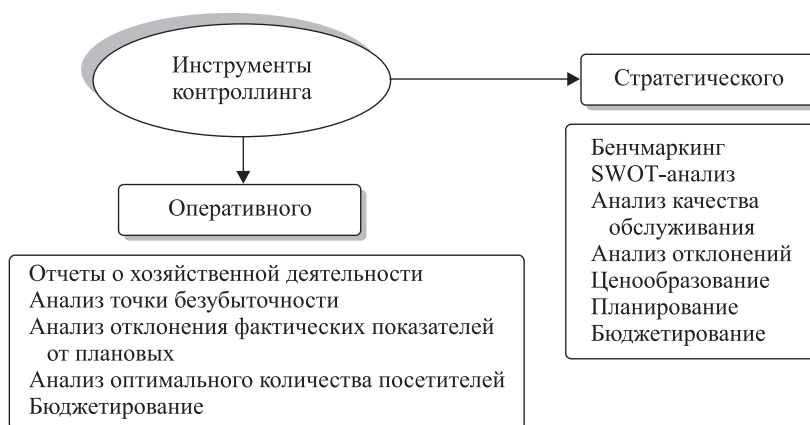 Инструменты
контроллинга
Стратегического
Оперативного
Бенчмаркинг
SWOT-анализ
Анализ качества
обслуживания
Анализ отклонений
Ценообразование
Планирование
Бюджетирование
Отчеты о хозяйственной деятельности
Анализ точки безубыточности
Анализ отклонения фактических показателей
от плановых
Анализ оптимального количества посетителей
Бюджетирование